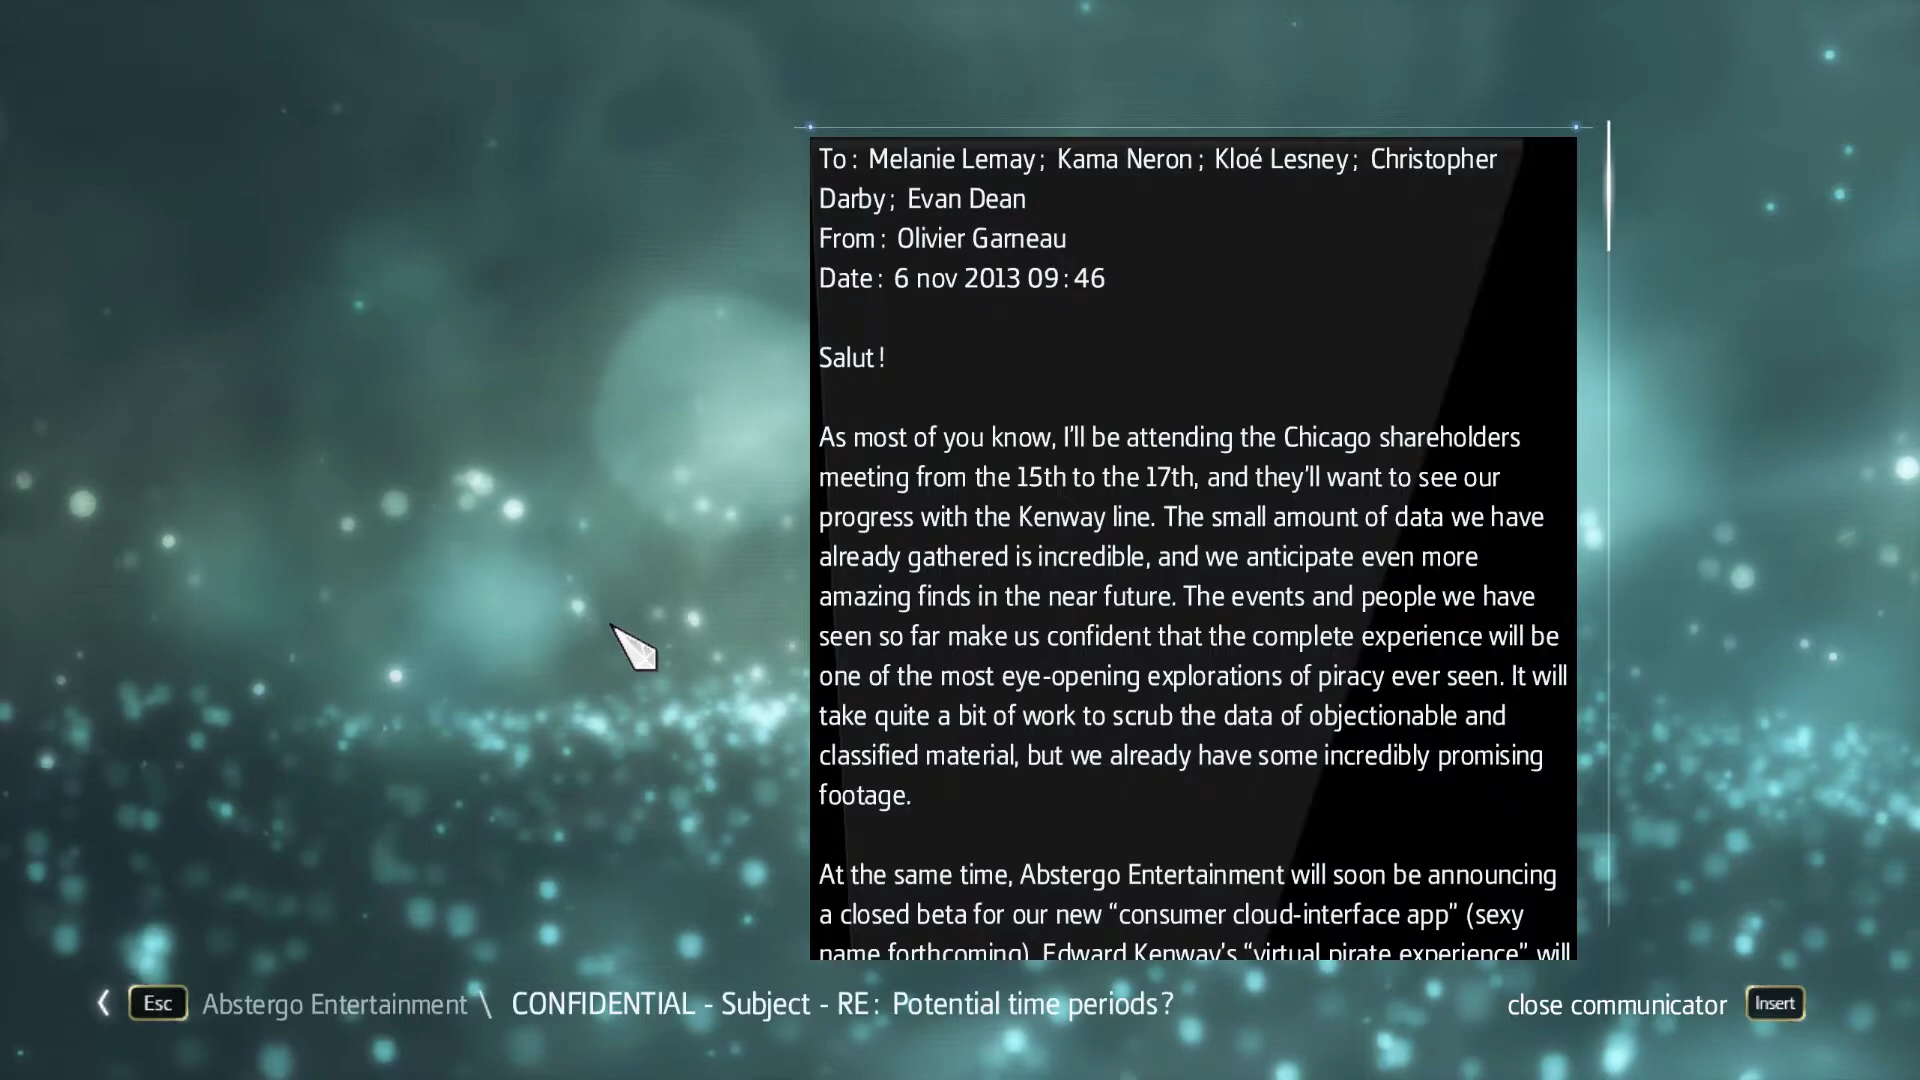 To: Melanie Lemay; Kama Neron; Kloé Lesney; Christopher
Darby; Evan Dean
From: Olivier Garneau
Date: 6 nov 2013 09:46
Salut!
As most of you know, I'll be attending the Chicago shareholders
meeting from the 15th to the 17th, and they'll want to see our
progress with the Kenway line. The small amount of data we have
already gathered is incredible, and we anticipate even more
amazing finds in the near future. The events and people we have
seen so far make us confident that the complete experience will be
one of the most eye-opening explorations of piracy ever seen. It will
take quite a bit of work to scrub the data of objectionable and
classified material, but we already have some incredibly promising
footage.
At the same time, Abstergo Entertainment will soon be announcing
a closed beta for our new “consumer cloud-interface app” (sexy
name forthcoming). Edward Kenway's “virtual pirate experience” will
Esc Abstergo Entertainment \ CONFIDENTIAL - Subject - RE: Potential time periods?
close communicator Insert